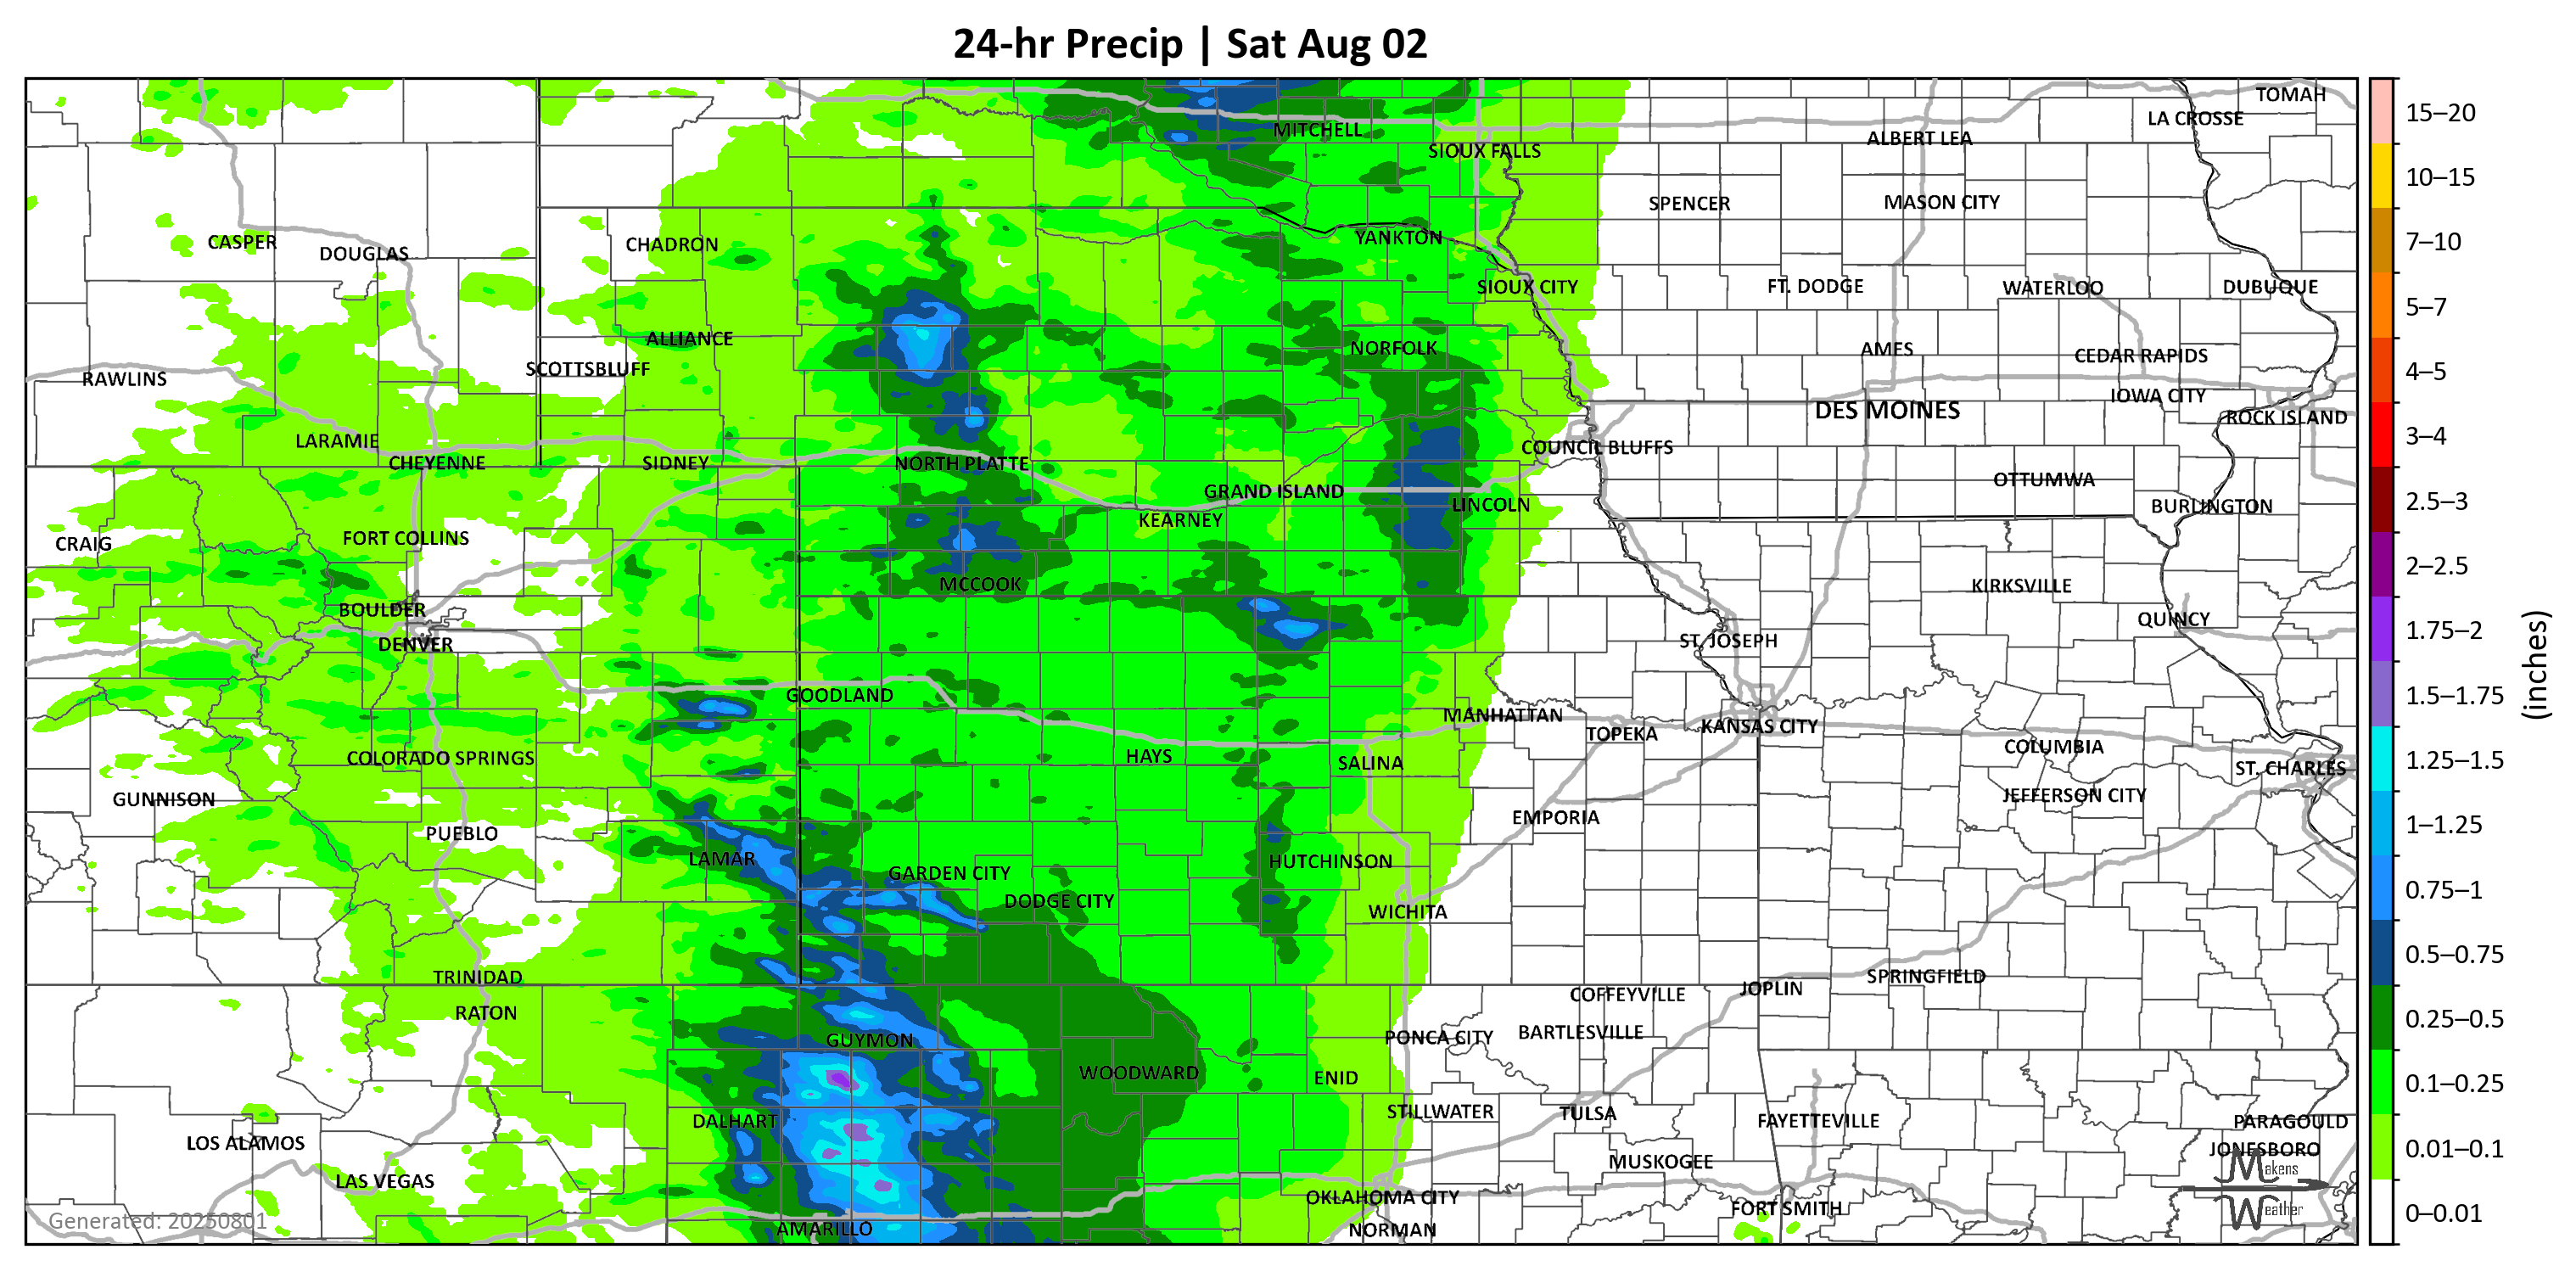 24-hr Precip | Sat Aug 02
TOMAH
LA CROSSE
MITCHELL
ALBERT LEA
SIOUX FALLS
SPENCER
MASON CITY
YANKTON
CASPER
CHADRON
DOUGLAS
SIOUX CITY
FT. DODGE
WATERLOO
DUBUQUE
ALLIANCE
NORFOLK
AMES
CEDAR RAPIDS
SCOTTSBLUFF
RAWLINS
IOWA CITY
DES MOINES
ROCK ISLAND
LARAMIE
COUNCIL BLUFFS
CHEYENNE
SIDNEY
NORTH PLATTE
OTTUMWA
GRAND ISLAND
LINCOLN
BURLINGTON
KEARNEY
FORT COLLINS
CRAIG
MCCOOK
KIRKSVILLE
BOULDER
QUINCY
DENVER
ST. JOSEPH
GOODLAND
MANHATTAN
KANSAS CITY
TOPEKA
COLUMBIA
COLORADO SPRINGS
HAYS
SALINA
ST. CHARLES
GUNNISON
JEFFERSON CITY
EMPORIA
PUEBLO
LAMAR
HUTCHINSON
GARDEN CITY
DODGE CITY
WICHITA
TRINIDAD
SPRINGFIELD
JOPLIN
COFFEYVILLE
RATON
BARTLESVILLE
PONCA CITY
GUYMON
WOODWARD
ENID
STILLWATER
TULSA
DALHART
FAYETTEVILLE
PARAGOULD
LOS ALAMOS
JONESBORO
MUSKOGEE
LAS VEGAS
OKLAHOMA CITY
FORT SMITH
AMARILLO
NORMAN
Generated: 20250801
Makens
Weather
15–20
10–15
7–10
5–7
4–5
3–4
2.5–3
2–2.5
1.75–2
1.5–1.75
1.25–1.5
1–1.25
0.75–1
0.5–0.75
0.25–0.5
0.1–0.25
0.01–0.1
0–0.01
(inches)